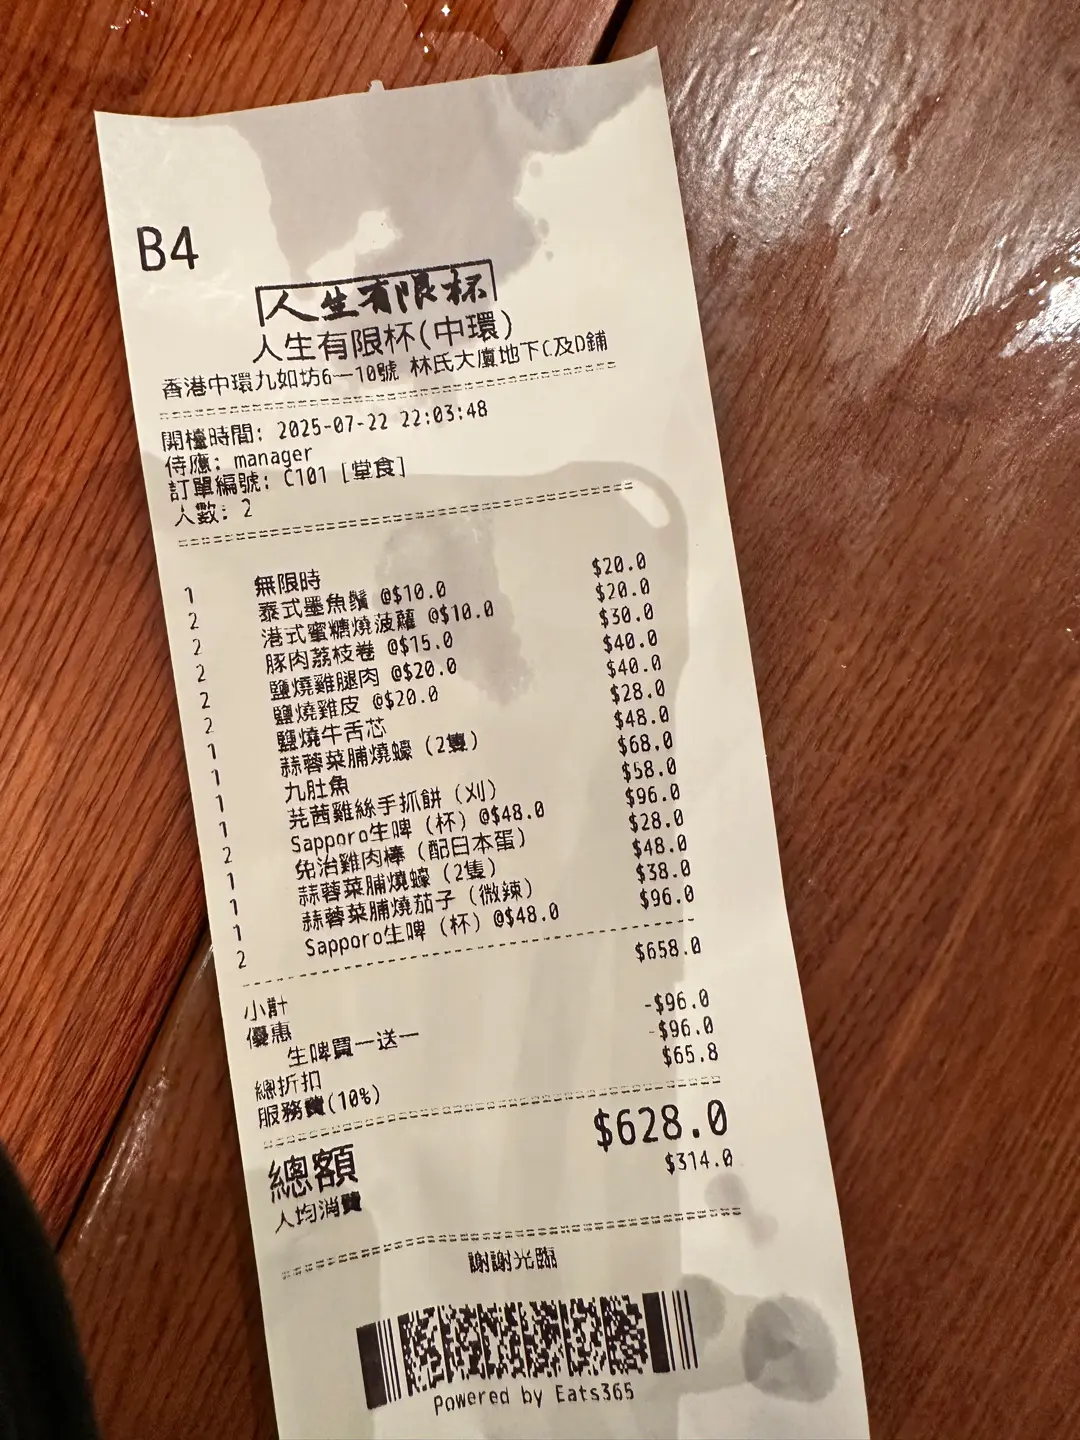 B4
人生有限杯
人生有限杯(中環)
香港中環九如坊6-10號 林氏大廈地下C及D鋪
開檯時間: 2025-07-22 22:03:48
侍應: manager
訂單編號: C101 [堂食]
人數: 2
1 無限時
2 泰式墨魚鬚 @$10.0 $20.0
2 港式蜜糖燒菠蘿 @$10.0 $20.0
2 豚肉荔枝卷 @$15.0 $30.0
2 鹽燒雞腿肉 @$20.0 $40.0
2 鹽燒雞皮 @$20.0 $40.0
1 鹽燒牛舌芯 $28.0
1 蒜蓉菜脯燒蠔（2隻） $48.0
1 九肚魚 $68.0
1 芫茜雞絲手抓餅（刈） $58.0
2 Sapporo生啤（杯）@$48.0 $96.0
1 免治雞肉棒（配日本蛋） $28.0
1 蒜蓉菜脯燒蠔（2隻） $48.0
1 蒜蓉菜脯燒茄子（微辣） $38.0
2 Sapporo生啤（杯）@$48.0 $96.0
小計 $658.0
優惠
生啤買一送一 -$96.0
總折扣 -$96.0
服務費(10%) $65.8
總額 $628.0
人均消費 $314.0
謝謝光臨
Powered by Eats365